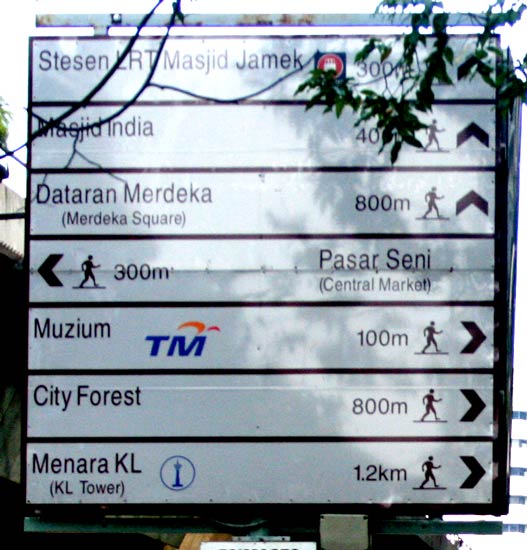 Stesen LRT Masjid Jamek 300m
Masjid India
Dataran Merdeka 800m
(Merdeka Square)
300m Pasar Seni
(Central Market)
Muzium TM 100m
City Forest 800m
Menara KL 1.2km
(KL Tower)